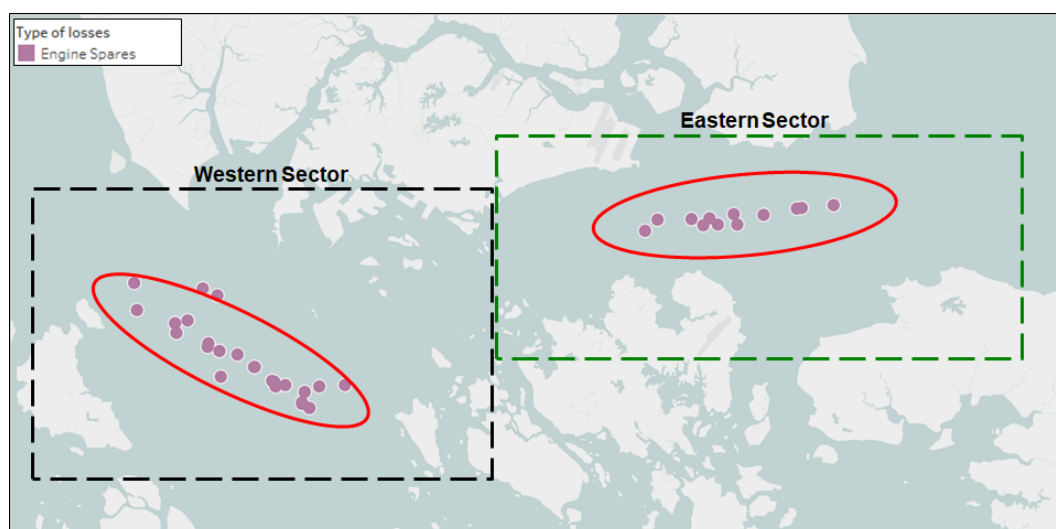 Type of losses
Engine Spares
Eastern Sector
Western Sector